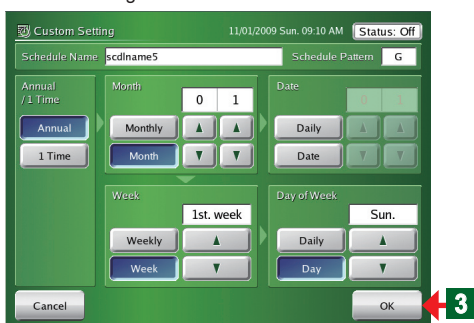 Custom Setting 11/01/2009 Sun. 09:10 AM Status: Off
Schedule Name scdlname5 Schedule Pattern G
Annual
/1 Time
Annual
1 Time
Month
0 1
Monthly
Month
Date
0 1
Daily
Date
Week
1st. week
Weekly
Week
Day of Week
Sun.
Daily
Day
Cancel OK 3